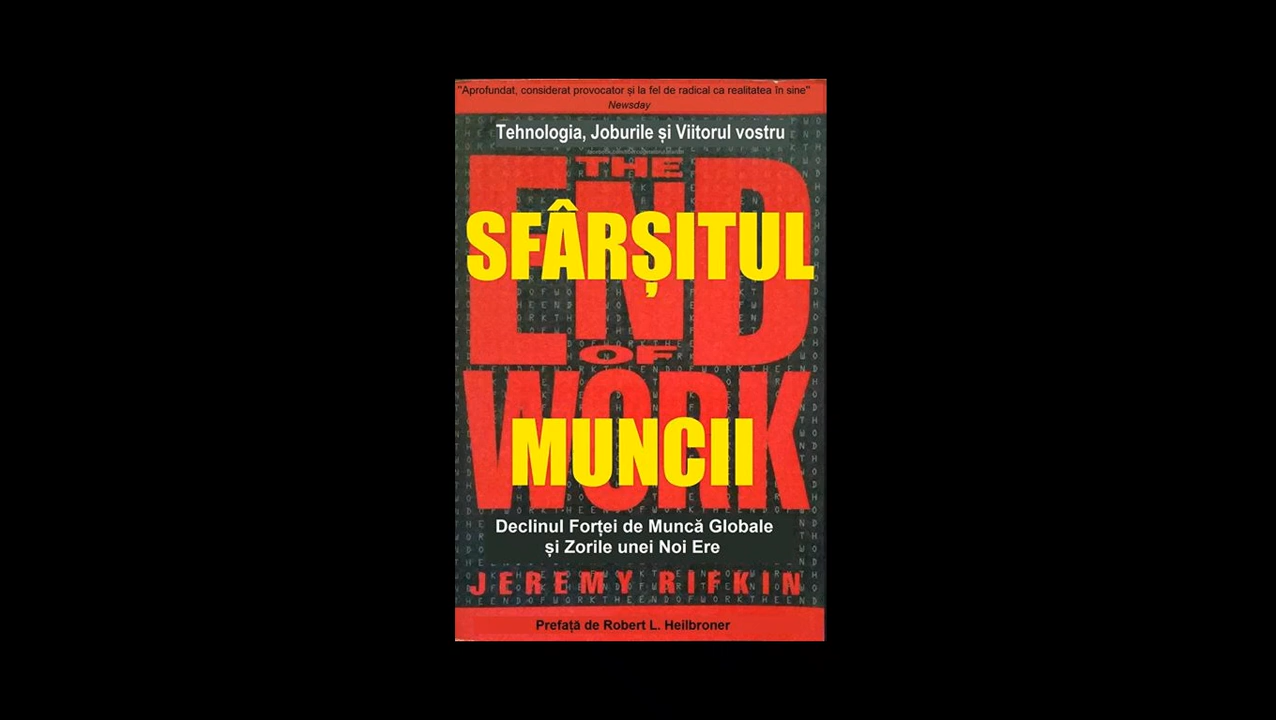 "Aprofundat, considerat provocator și la fel de radical ca realitatea în sine"
Newsday
Tehnologia, Joburile și Viitorul vostru
THE
END
SFÂRȘITUL
OF
WORK
MUNCII
Declinul Forței de Muncă Globale
și Zorile unei Noi Ere
JEREMY RIFKIN
Prefață de Robert L. Heilbroner